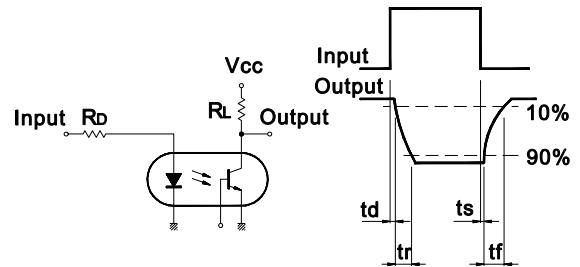 Vcc
RL
Input RD Output
Input
Output
10%
90%
td ts
tr tf